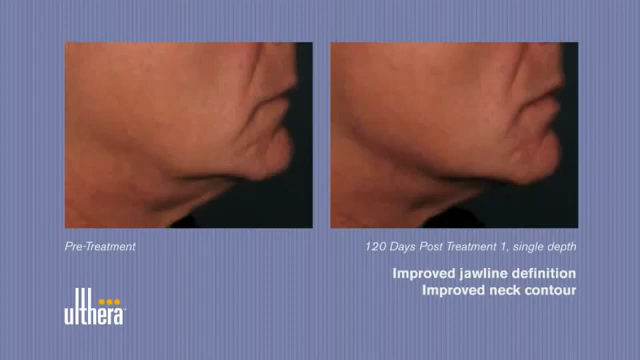 Pre-Treatment
120 Days Post Treatment 1, single depth
Improved jawline definition
Improved neck contour
ulthera